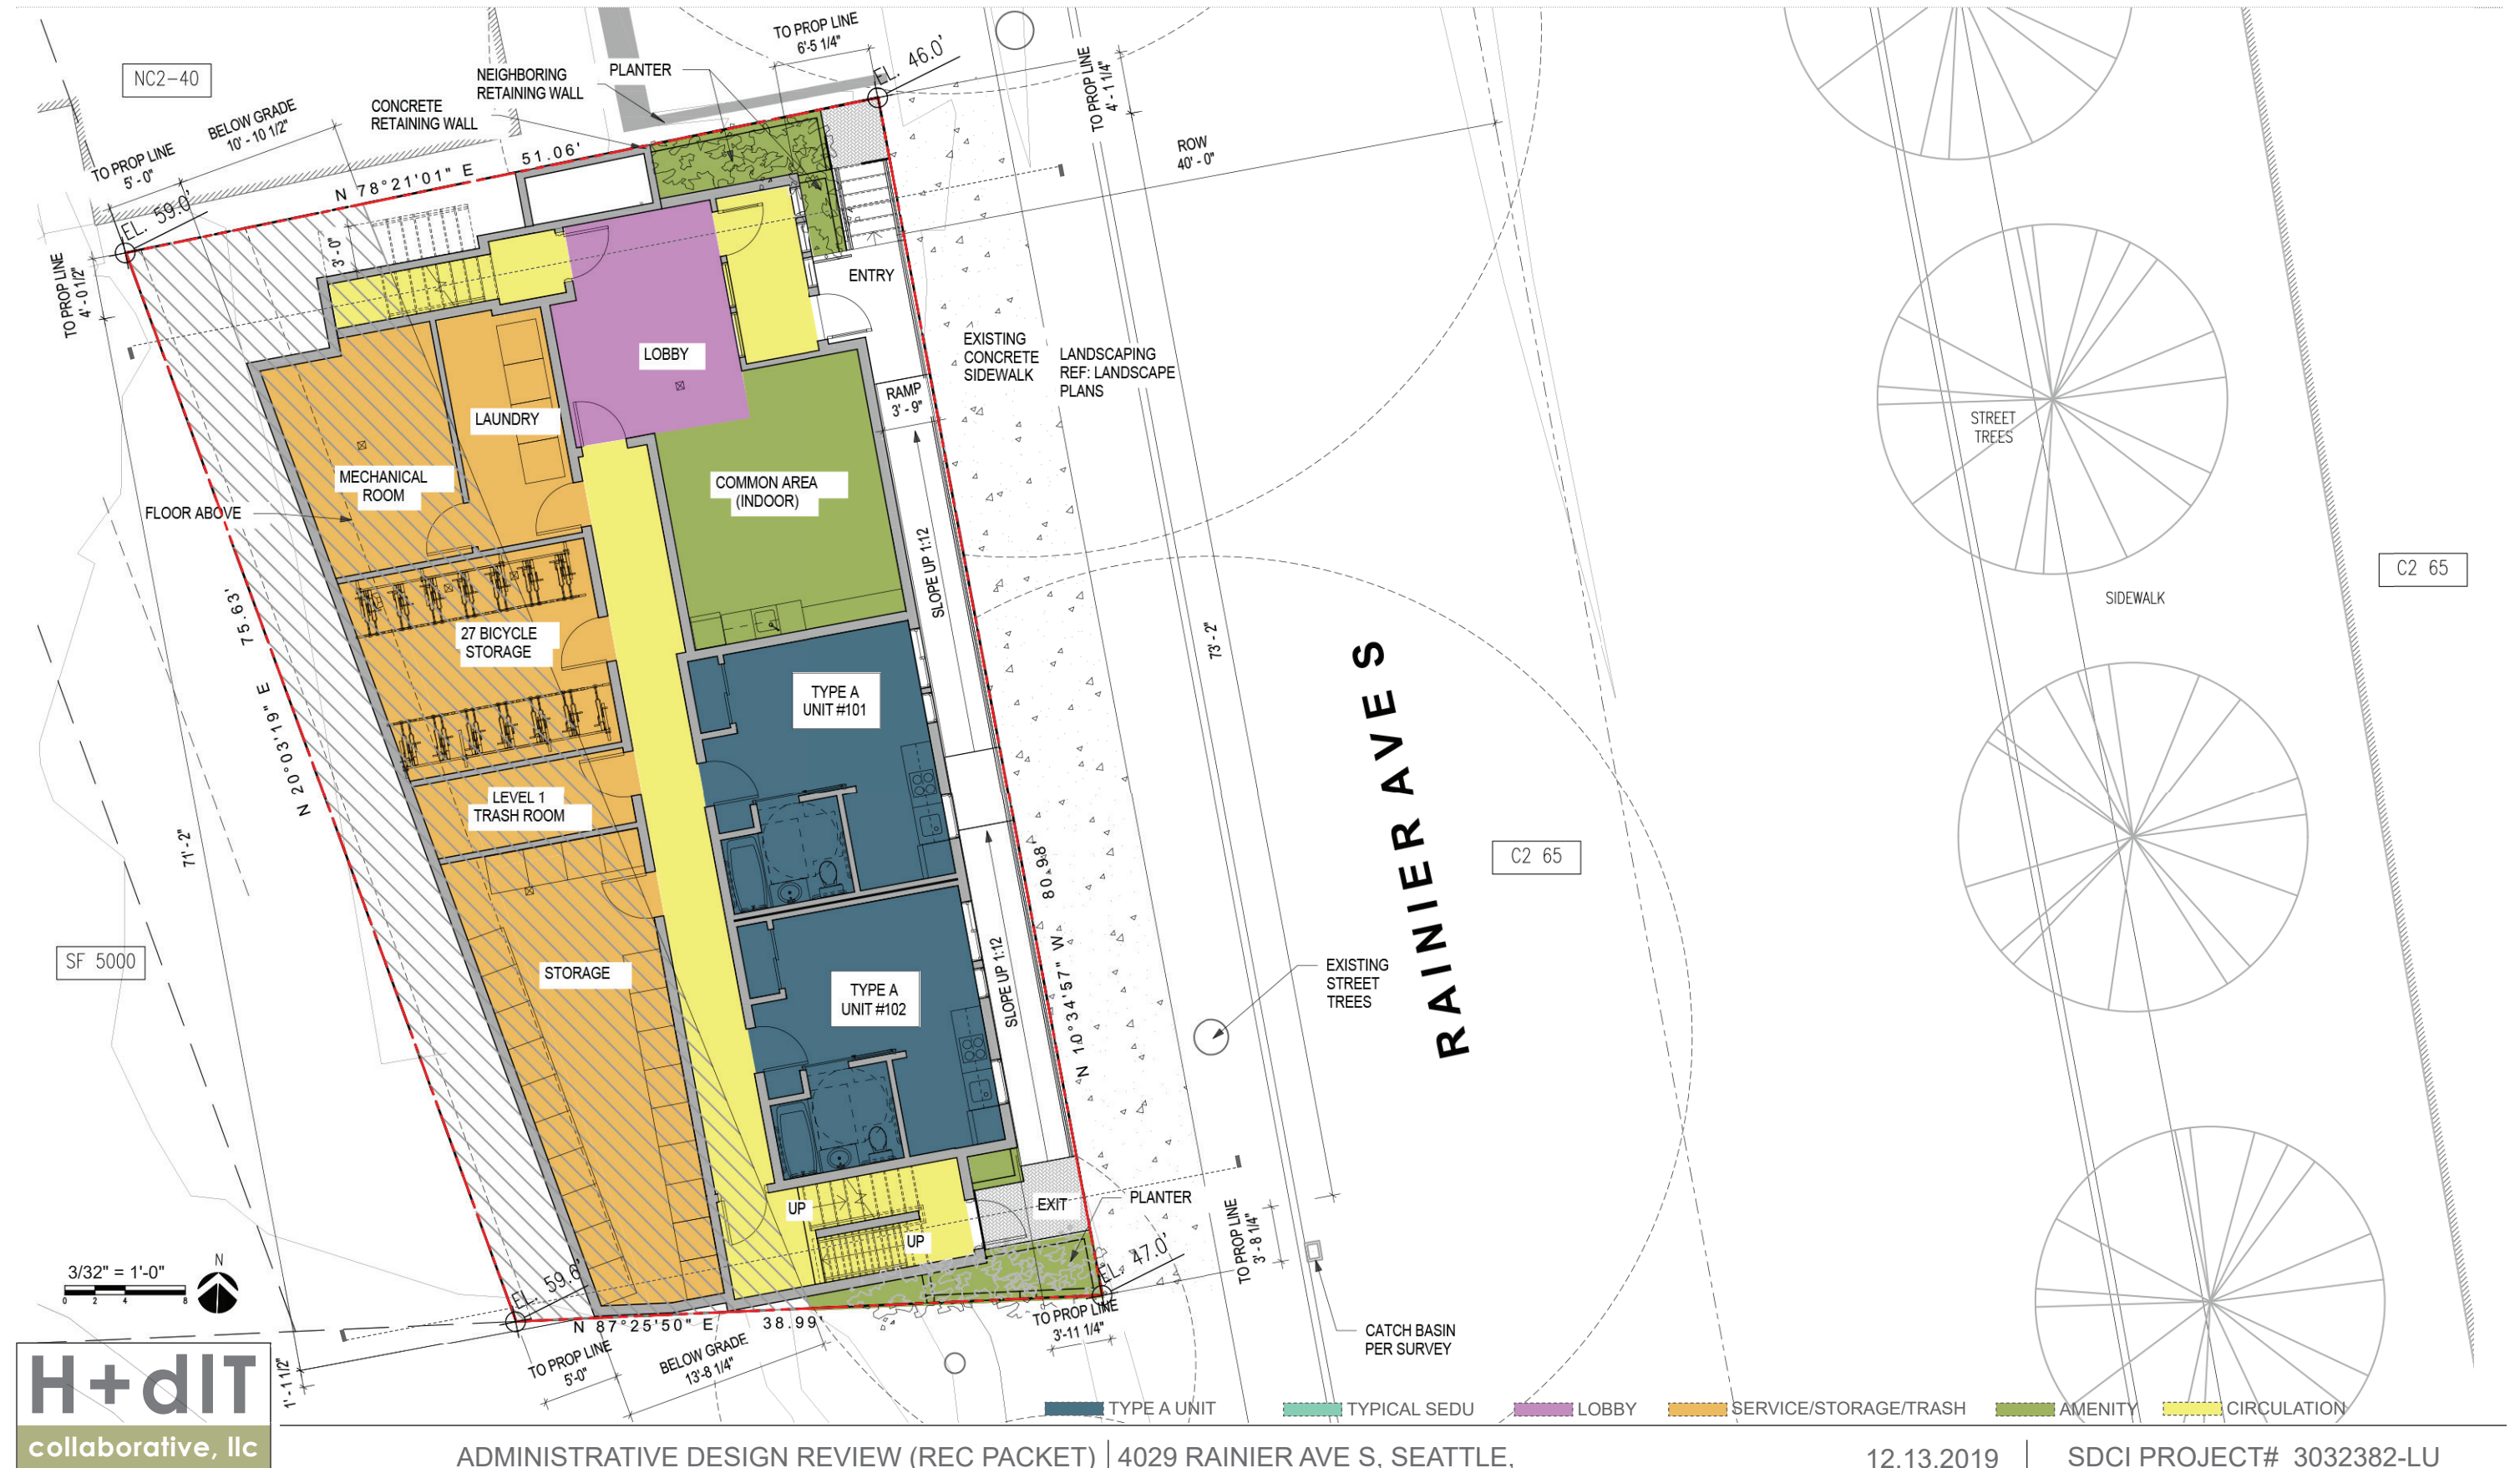 NC2-40
TO PROP LINE
6'-5 1/4"
EL. 46.0'
NEIGHBORING
RETAINING WALL
PLANTER
CONCRETE
RETAINING WALL
BELOW GRADE
10' - 10 1/2"
TO PROP LINE
5' - 0"
TO PROP LINE
4' - 1 1/4"
ROW
40' - 0"
N 78°21'01" E
51.06'
EL. 59.0'
TO PROP LINE
4' - 0 1/2"
3' - 0"
ENTRY
LOBBY
EXISTING
CONCRETE
SIDEWALK
LANDSCAPING
REF: LANDSCAPE
PLANS
RAMP
3' - 9"
LAUNDRY
STREET
TREES
MECHANICAL
ROOM
COMMON AREA
(INDOOR)
FLOOR ABOVE
SLOPE UP 1:12
C2 65
SIDEWALK
75.63'
27 BICYCLE
STORAGE
73' - 2"
N 20°03'19" E
TYPE A
UNIT #101
RAINIER AVE S
LEVEL 1
TRASH ROOM
71' - 2"
80.98'
C2 65
SF 5000
STORAGE
TYPE A
UNIT #102
SLOPE UP 1:12
N 10°34'57" W
EXISTING
STREET
TREES
UP
UP
EXIT
PLANTER
TO PROP LINE
3' - 8 1/4"
EL. 47.0'
3/32" = 1'-0"
0 2 4 8
N
EL. 59.6'
N 87°25'50" E
38.99'
TO PROP LINE
3'-11 1/4"
CATCH BASIN
PER SURVEY
TO PROP LINE
5'-0"
BELOW GRADE
13'-8 1/4"
1' - 1 1/2"
H+dIT
collaborative, llc
TYPE A UNIT
TYPICAL SEDU
LOBBY
SERVICE/STORAGE/TRASH
AMENITY
CIRCULATION
ADMINISTRATIVE DESIGN REVIEW (REC PACKET) | 4029 RAINIER AVE S, SEATTLE,
12.13.2019 | SDCI PROJECT# 3032382-LU